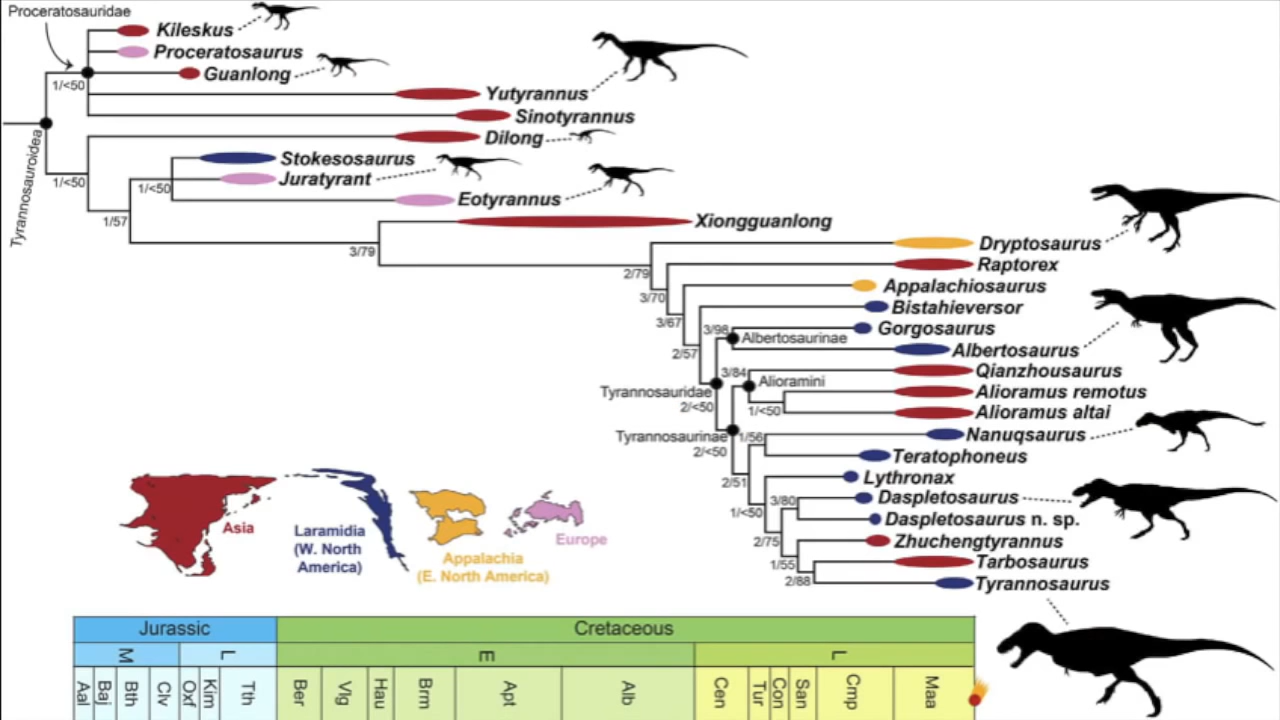 Proceratosauridae
Kileskus
Proceratosaurus
Guanlong
1/<50
Yutyrannus
Sinotyrannus
Tyrannosauroidea
Dilong
Stokesosaurus
1/<50
1/<50
Juratyrant
Eotyrannus
1/57
Xiongguanlong
3/79
Dryptosaurus
2/79
Raptorex
3/70
Appalachiosaurus
3/67
Bistahieversor
3/98
Gorgosaurus
Albertosaurinae
2/57
Albertosaurus
3/84
Qianzhousaurus
Alioramini
Tyrannosauridae
2/<50
Alioramus remotus
1/<50
Alioramus altai
Tyrannosaurinae
2/<50
1/56
Nanuqsaurus
Teratophoneus
2/51
Lythronax
3/80
Daspletosaurus
1/<50
Daspletosaurus n. sp.
2/75
Zhuchengtyrannus
1/55
Tarbosaurus
2/88
Tyrannosaurus
Asia
Laramidia
(W. North
America)
Appalachia
(E. North America)
Europe
Jurassic
Cretaceous
M
L
E
L
Aal
Baj
Bth
Clv
Oxf
Kim
Tth
Ber
Vlg
Hau
Brm
Apt
Alb
Cen
Tur
Con
San
Cmp
Maa